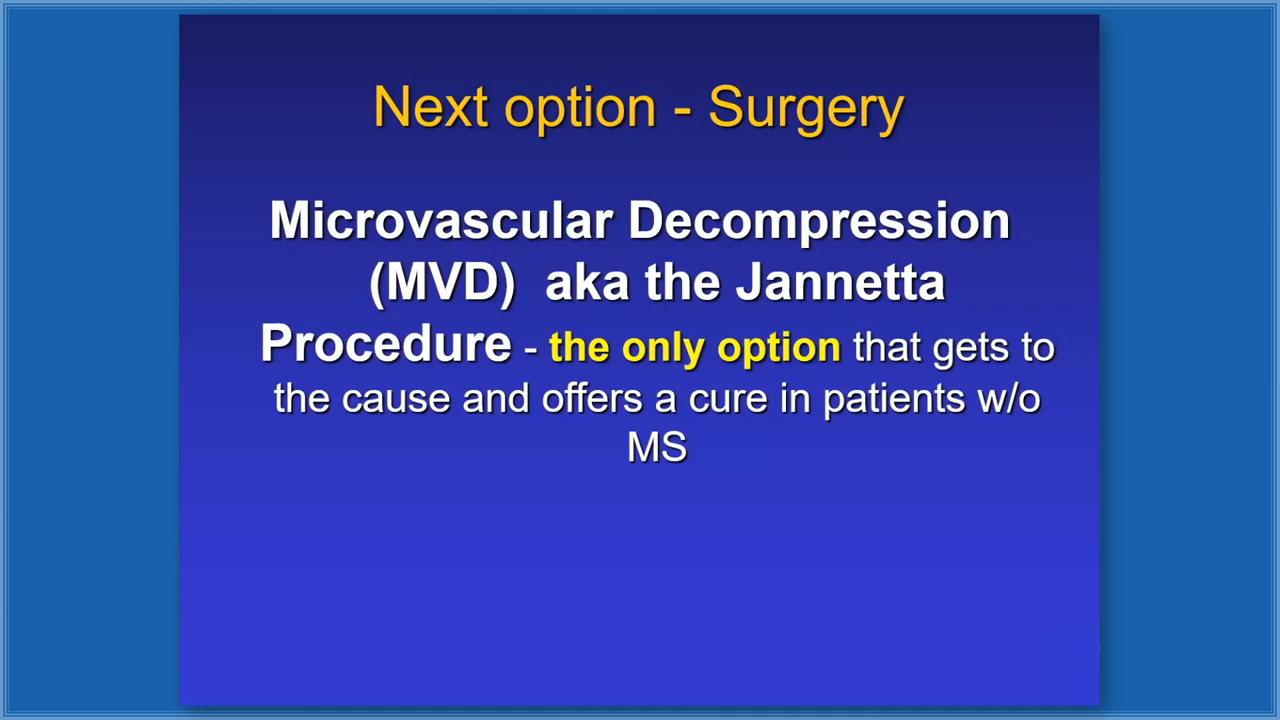 Next option - Surgery
Microvascular Decompression
(MVD)  aka the Jannetta
Procedure - the only option that gets to
the cause and offers a cure in patients w/o
MS